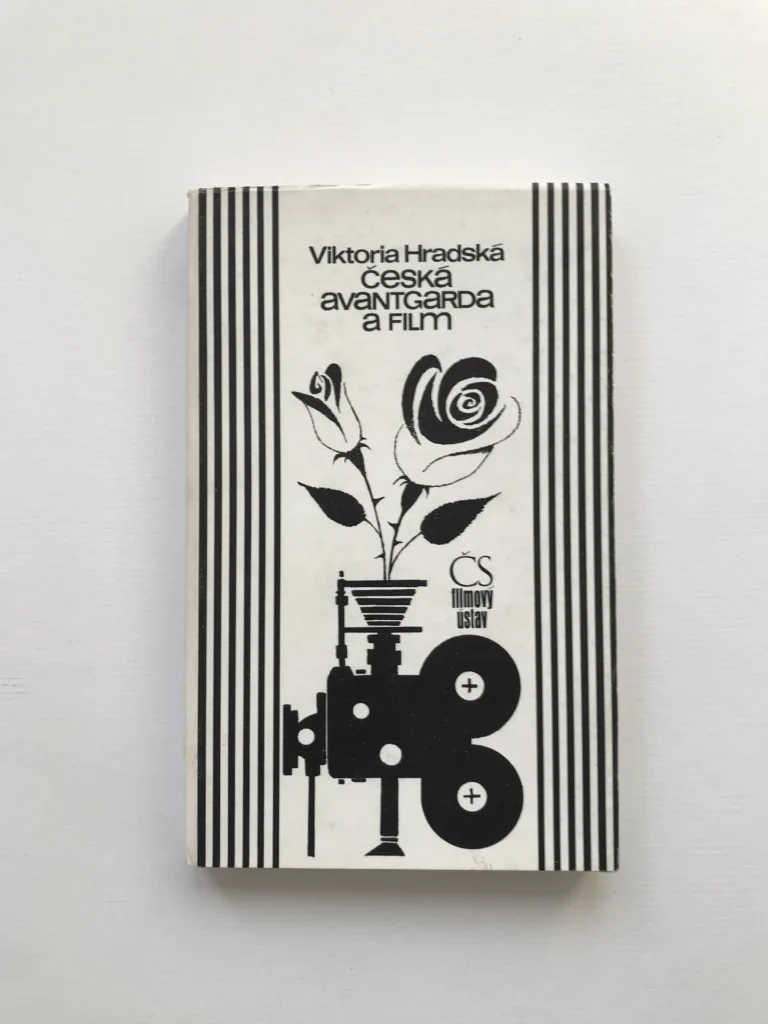 Viktoria Hradská
česká
avantgarda
a film
ČS
filmový
ústav